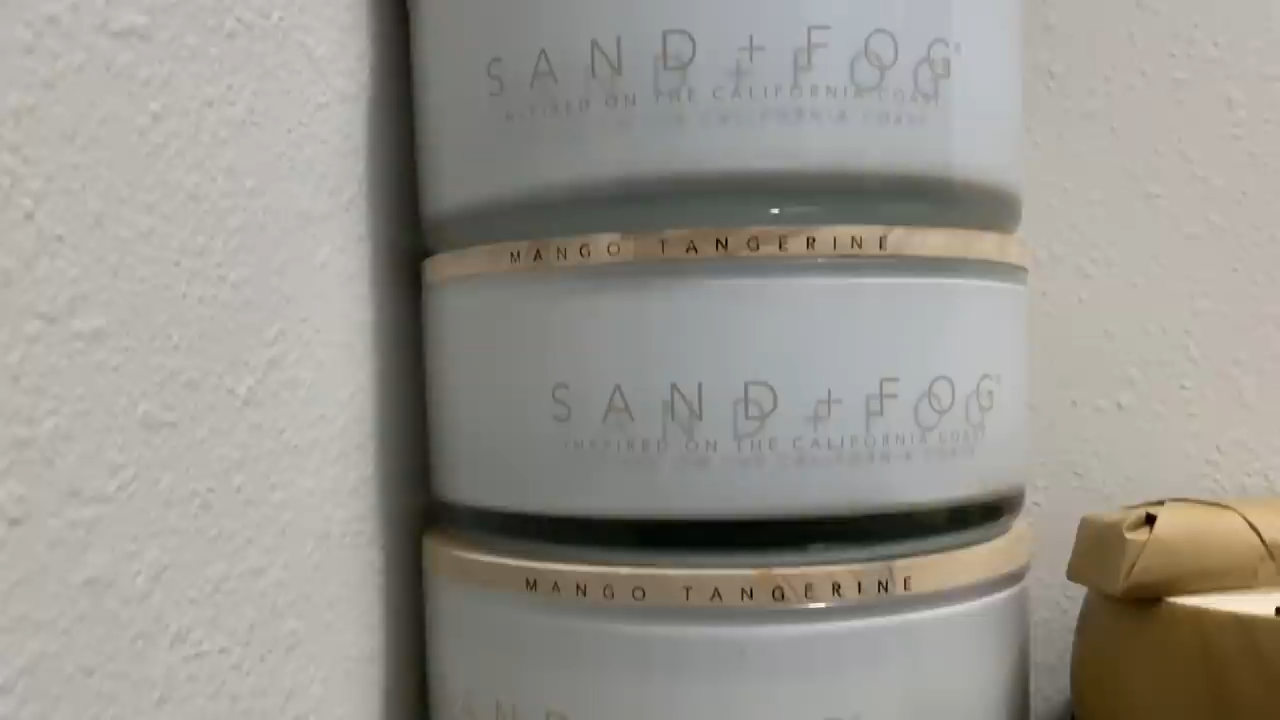 SAND + FOG
INSPIRED ON THE CALIFORNIA COAST
MANGO TANGERINE
SAND + FOG
INSPIRED ON THE CALIFORNIA COAST
MANGO TANGERINE